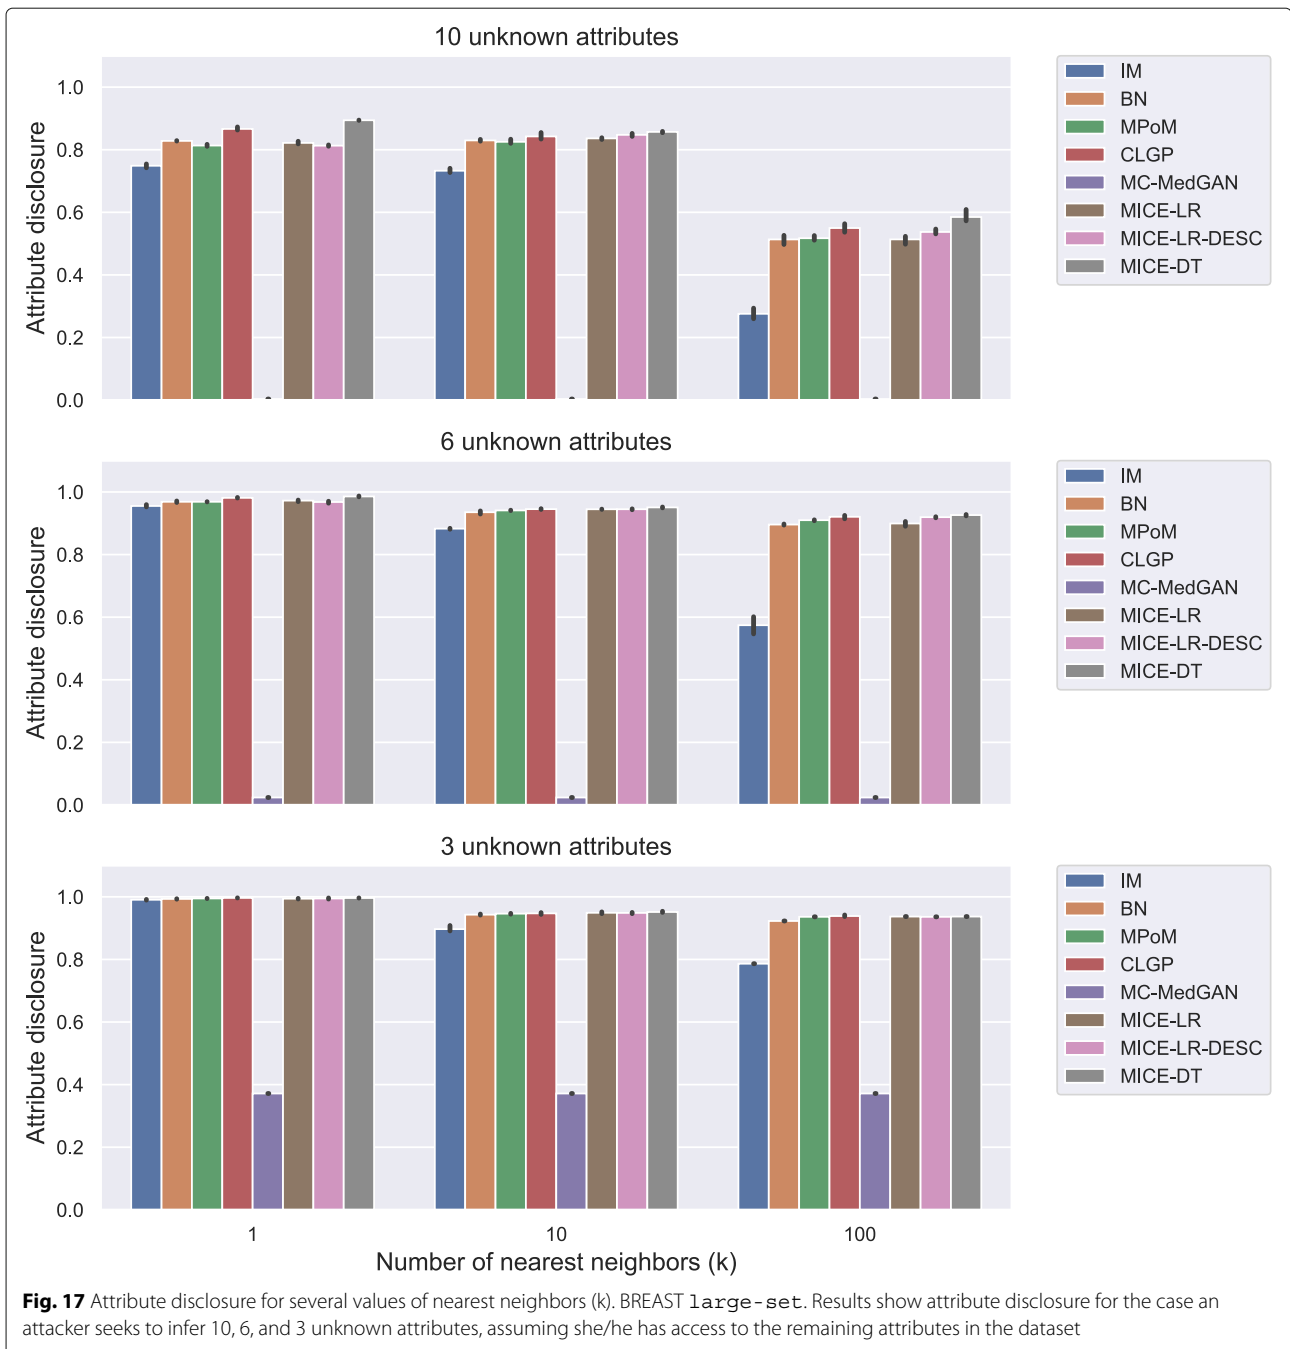 10 unknown attributes
Attribute disclosure
1.0
0.8
0.6
0.4
0.2
0.0
IM
BN
MPoM
CLGP
MC-MedGAN
MICE-LR
MICE-LR-DESC
MICE-DT
6 unknown attributes
Attribute disclosure
1.0
0.8
0.6
0.4
0.2
0.0
IM
BN
MPoM
CLGP
MC-MedGAN
MICE-LR
MICE-LR-DESC
MICE-DT
3 unknown attributes
Attribute disclosure
1.0
0.8
0.6
0.4
0.2
0.0
IM
BN
MPoM
CLGP
MC-MedGAN
MICE-LR
MICE-LR-DESC
MICE-DT
1
10
100
Number of nearest neighbors (k)
Fig. 17 Attribute disclosure for several values of nearest neighbors (k). BREAST large-set. Results show attribute disclosure for the case an
attacker seeks to infer 10, 6, and 3 unknown attributes, assuming she/he has access to the remaining attributes in the dataset